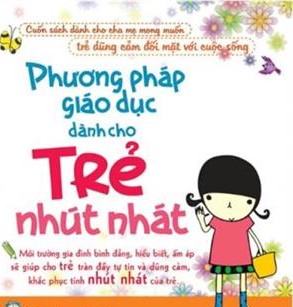 Cuốn sách dành cho cha mẹ mong muốn
trẻ dũng cảm đối mặt với cuộc sống
Phương pháp
giáo dục
dành cho
TRẺ
nhút nhát
Môi trường gia đình bình đẳng, hiểu biết, ấm áp
sẽ giúp cho trẻ tràn đầy tự tin và dũng cảm,
khắc phục tính nhút nhát của trẻ.